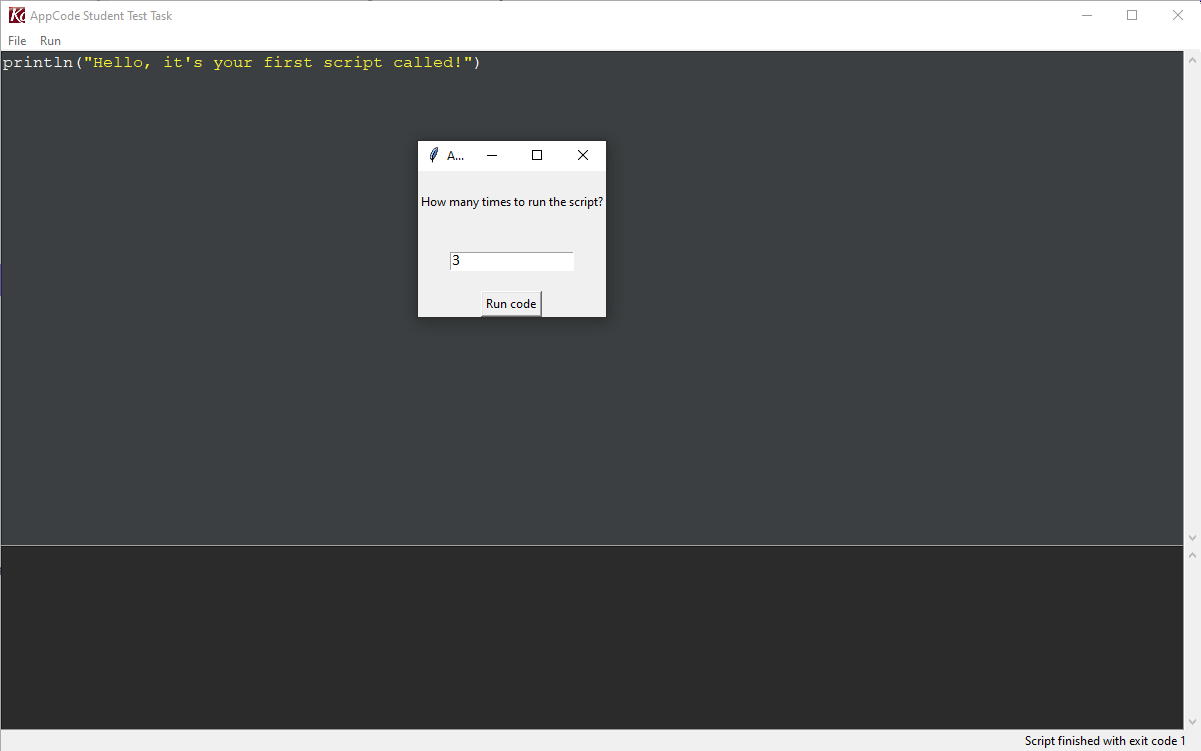 AppCode Student Test Task
File Run
println("Hello, it's your first script called!")
A...
How many times to run the script?
3
Run code
Script finished with exit code 1